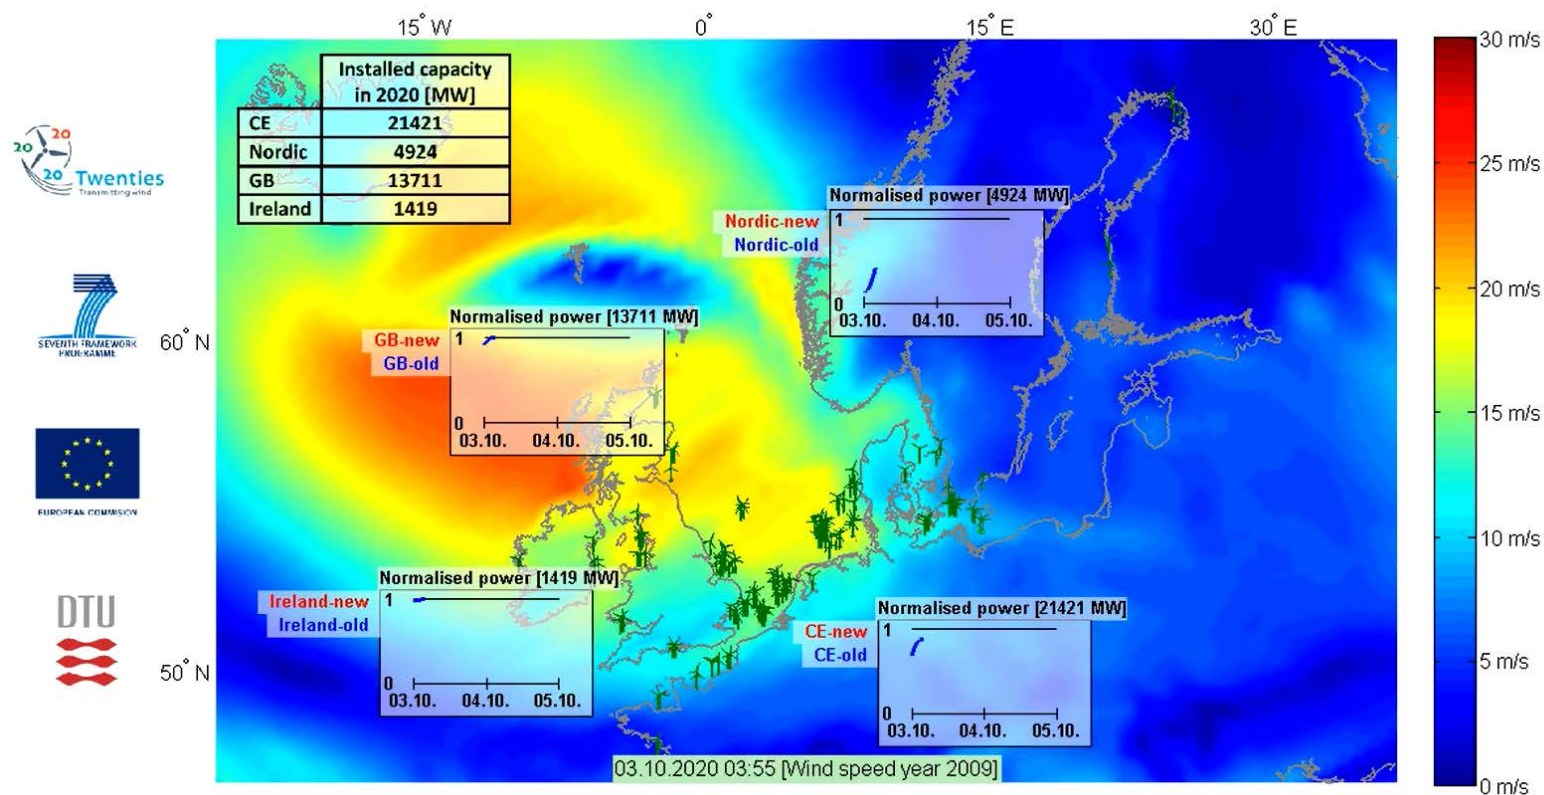 15° W
0°
15° E
30° E
Installed capacity
in 2020 [MW]
CE 21421
Nordic 4924
GB 13711
Ireland 1419
20
20
20 Twenties
Transmitting wind
SEVENTH FRAMEWORK
PROGRAMME
EUROPEAN COMMISION
DTU
60° N
50° N
Normalised power [4924 MW]
Nordic-new
Nordic-old
1
0
03.10. 04.10. 05.10.
Normalised power [13711 MW]
GB-new
GB-old
1
0
03.10. 04.10. 05.10.
Normalised power [1419 MW]
Ireland-new
Ireland-old
1
0
03.10. 04.10. 05.10.
Normalised power [21421 MW]
CE-new
CE-old
1
0
03.10. 04.10. 05.10.
03.10.2020 03:55 [Wind speed year 2009]
30 m/s
25 m/s
20 m/s
15 m/s
10 m/s
5 m/s
0 m/s